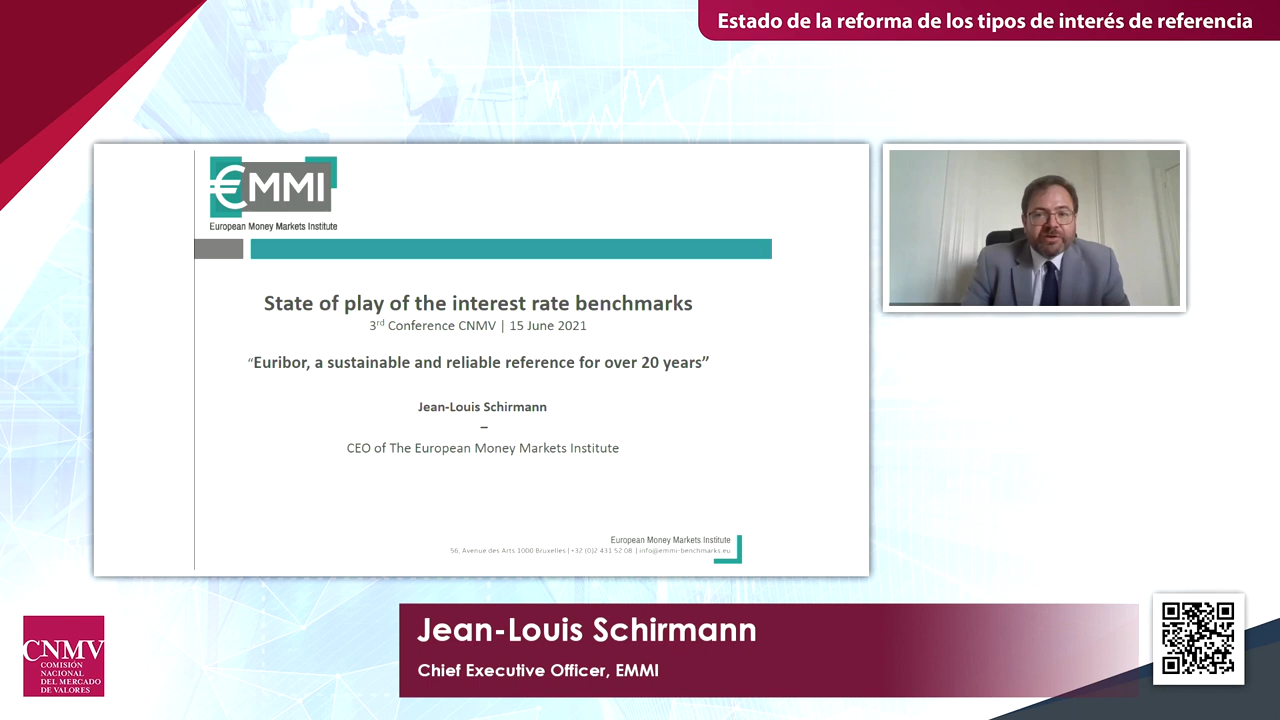 Estado de la reforma de los tipos de interés de referencia
€MMI
European Money Markets Institute
State of play of the interest rate benchmarks
3rd Conference CNMV | 15 June 2021
“Euribor, a sustainable and reliable reference for over 20 years”
Jean-Louis Schirmann
–
CEO of The European Money Markets Institute
European Money Markets Institute
56, Avenue des Arts 1000 Bruxelles | +32 (0)2 431 52 08 | info@emmi-benchmarks.eu
Jean-Louis Schirmann
Chief Executive Officer, EMMI
CNMV
COMISIÓN
NACIONAL
DEL MERCADO
DE VALORES